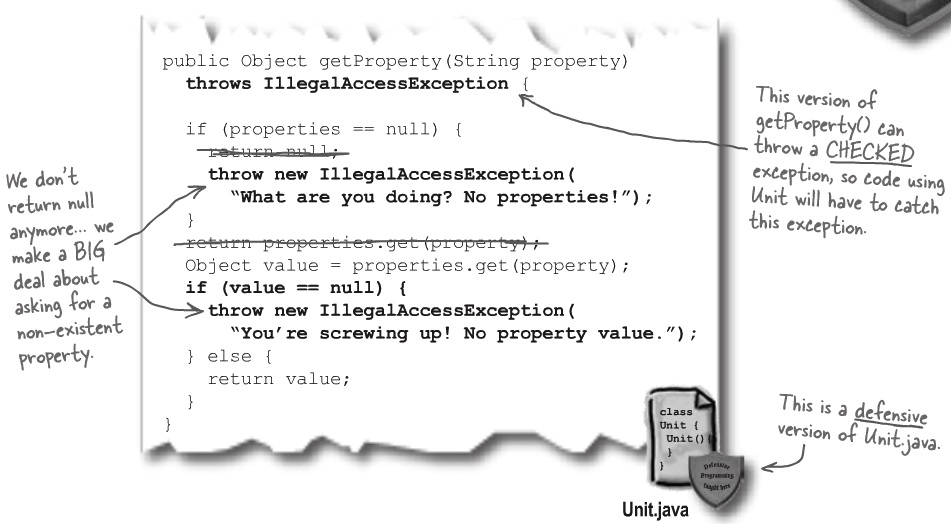 public Object getProperty(String property)
throws IllegalAccessException {
if (properties == null) {
return null;
throw new IllegalAccessException(
“What are you doing? No properties!”);
}
return properties.get(property);
Object value = properties.get(property);
if (value == null) {
throw new IllegalAccessException(
“You’re screwing up! No property value.”);
} else {
return value;
}
}
We don’t
return null
anymore... we
make a BIG
deal about
asking for a
non-existent
property.
This version of
getProperty() can
throw a CHECKED
exception, so code using
Unit will have to catch
this exception.
class
Unit {
Unit(){
}
}
Defensive
Programming
taught here
Unit.java
This is a defensive
version of Unit.java.